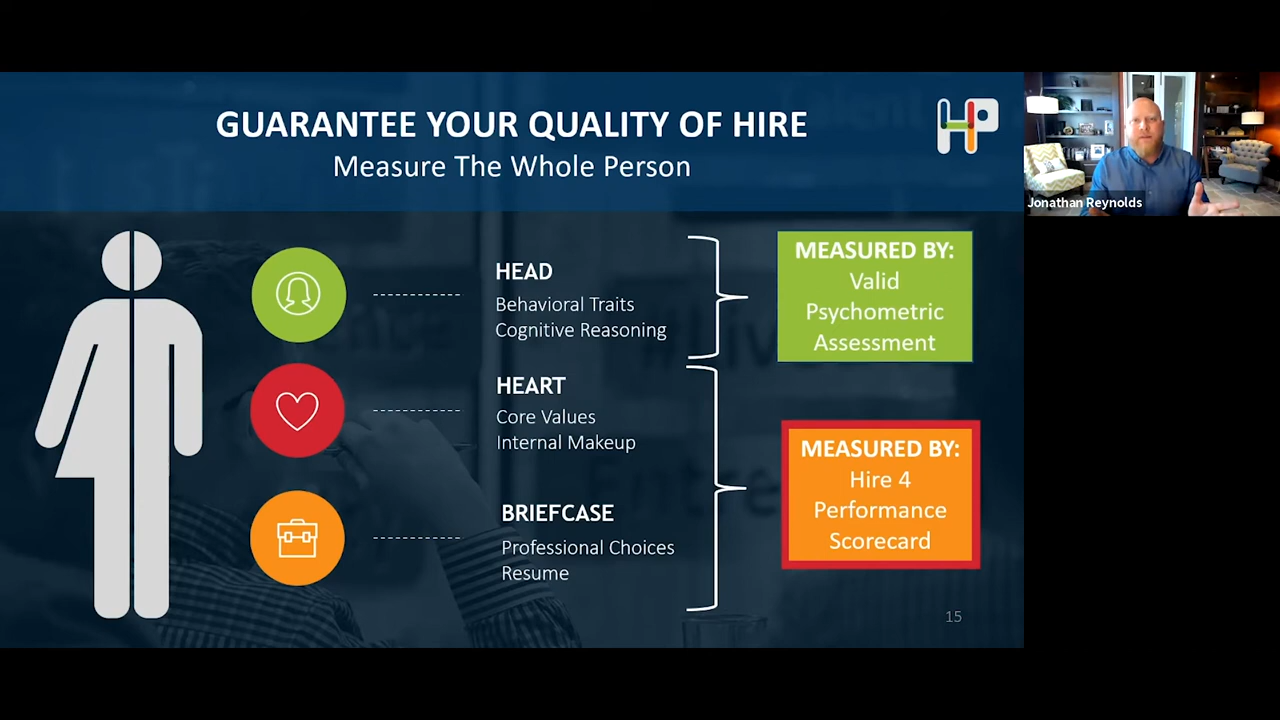 GUARANTEE YOUR QUALITY OF HIRE
Measure The Whole Person
HP
Jonathan Reynolds
HEAD
Behavioral Traits
Cognitive Reasoning
MEASURED BY:
Valid
Psychometric
Assessment
HEART
Core Values
Internal Makeup
BRIEFCASE
Professional Choices
Resume
MEASURED BY:
Hire 4
Performance
Scorecard
15